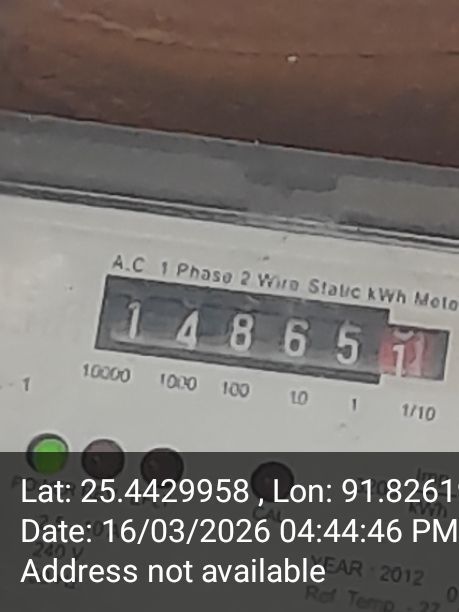 A.C 1 Phase 2 Wire Static kWh Mete
1 4 8 6 5 1
10000 1000 100 10 1 1/10
1
Lat: 25.4429958 , Lon: 91.8261
Date: 16/03/2026 04:44:46 PM
240 V
YEAR - 2012
Address not available